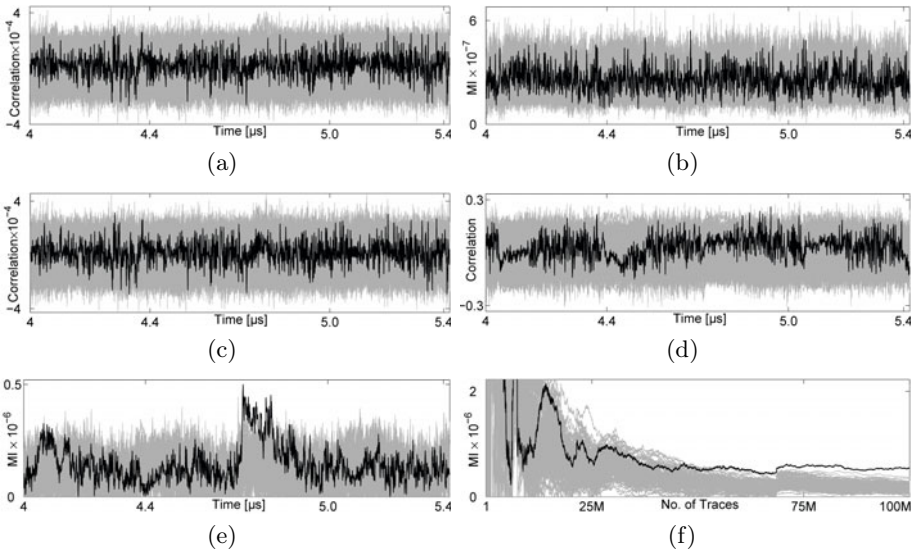 4
Correlation×10⁻⁴
−4
4
4.4
Time [µs]
5.0
5.4
(a)
6
MI × 10⁻⁷
0
4
4.4
Time [µs]
5.0
5.4
(b)
4
Correlation×10⁻⁴
−4
4
4.4
Time [µs]
5.0
5.4
(c)
0.3
Correlation
−0.3
4
4.4
Time [µs]
5.0
5.4
(d)
0.5
MI × 10⁻⁶
0
4
4.4
Time [µs]
5.0
5.4
(e)
2
MI × 10⁻⁶
0
1
25M
No. of Traces
75M
100M
(f)